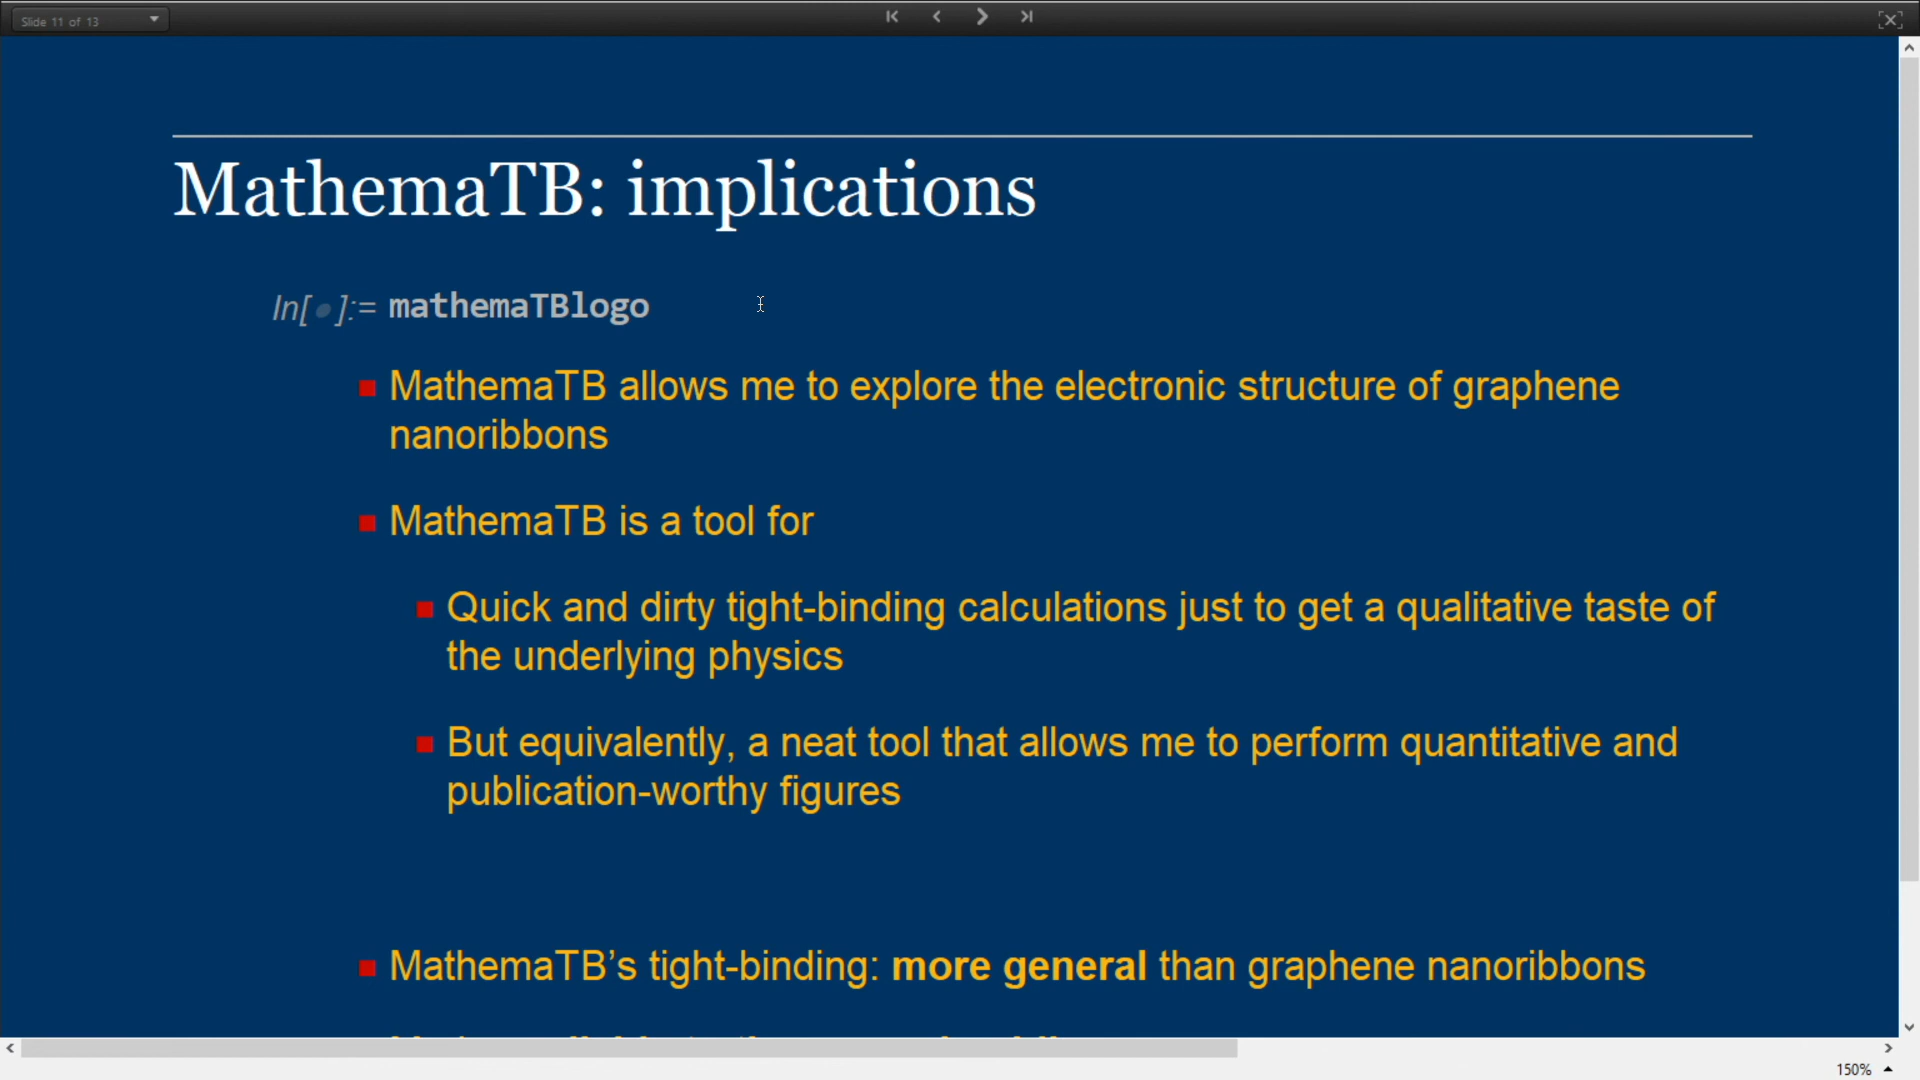 Slide 11 of 13
MathemaTB: implications
In[●]:= mathemaTBlogo
■ MathemaTB allows me to explore the electronic structure of graphene
nanoribbons
■ MathemaTB is a tool for
■ Quick and dirty tight-binding calculations just to get a qualitative taste of
the underlying physics
■ But equivalently, a neat tool that allows me to perform quantitative and
publication-worthy figures
■ MathemaTB’s tight-binding: more general than graphene nanoribbons
150%